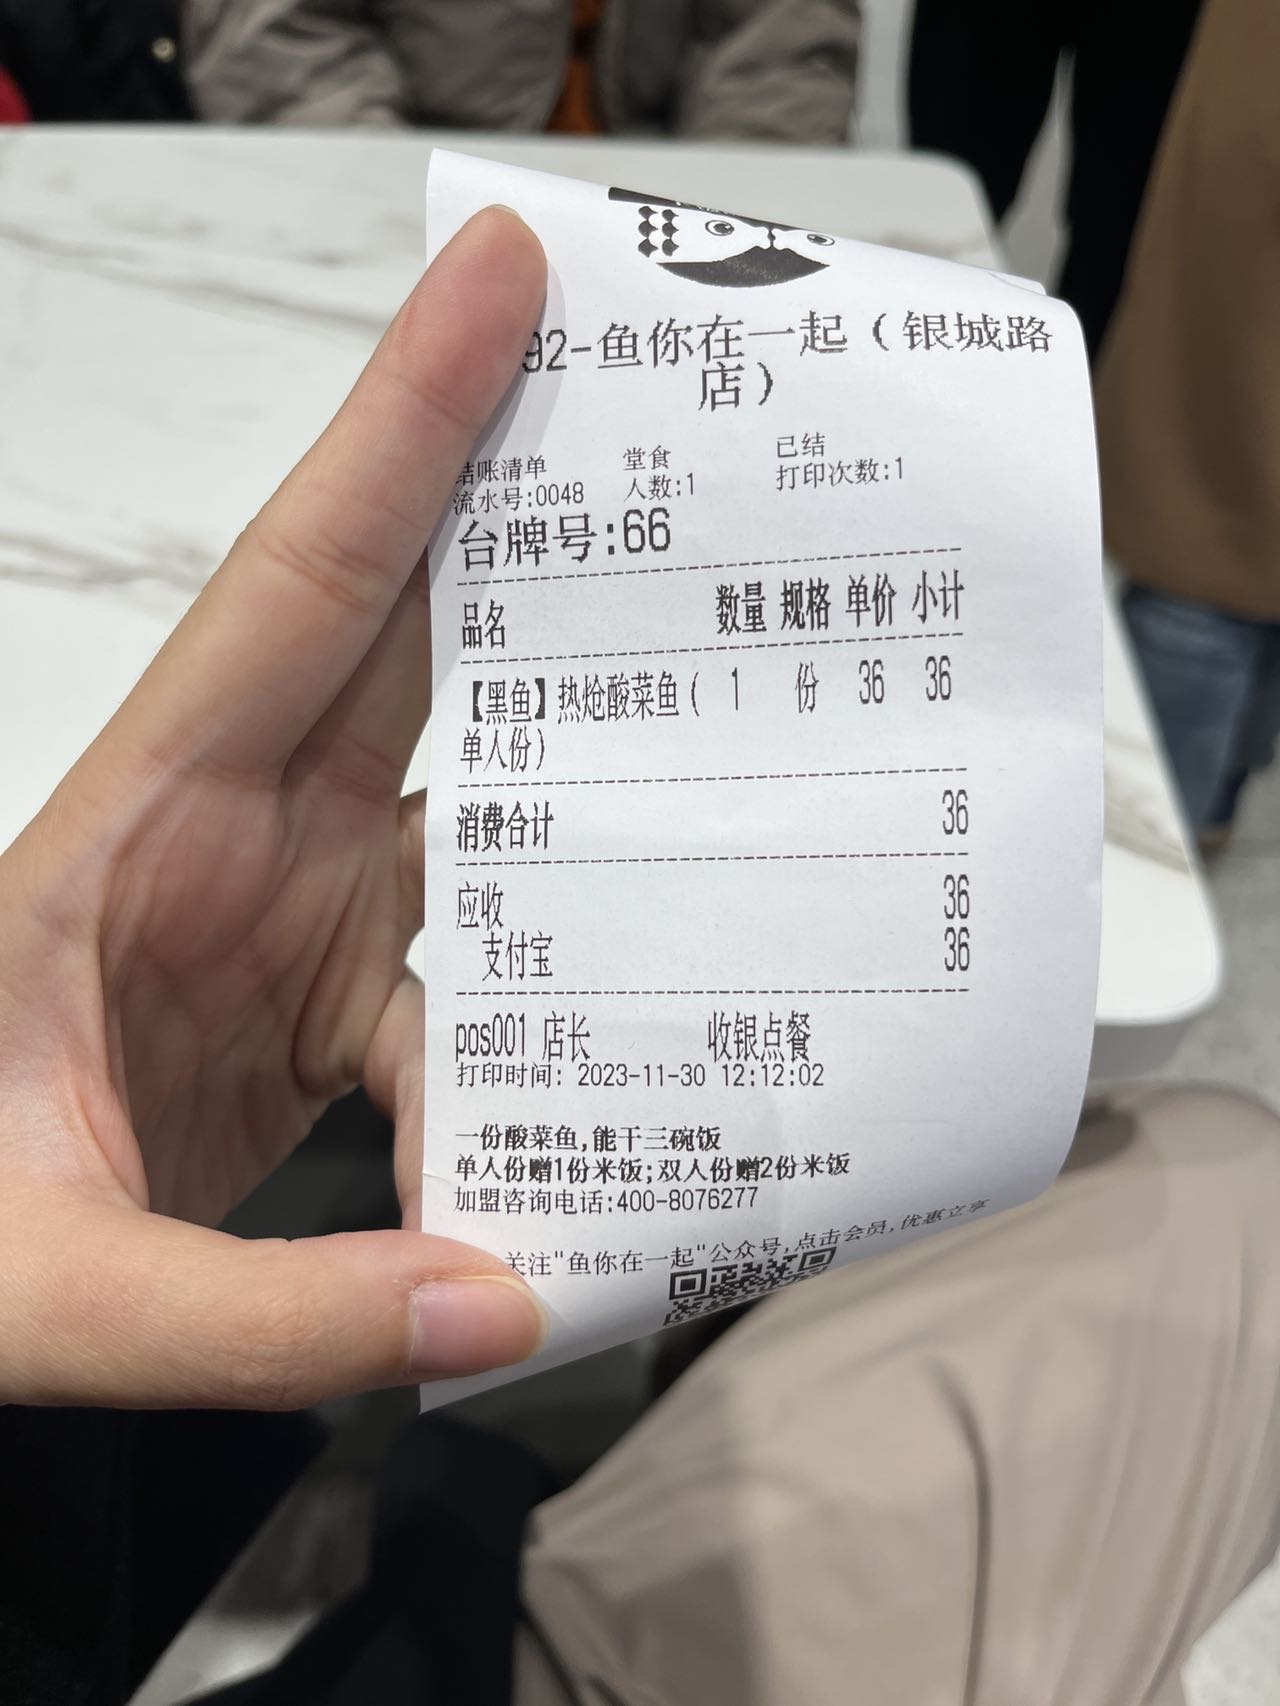 92-鱼你在一起（银城路
店）
结账清单 堂食 已结
流水号:0048 人数:1 打印次数:1
台牌号:66
品名 数量 规格 单价 小计
【黑鱼】热炝酸菜鱼( 1 份 36 36
单人份)
消费合计 36
应收 36
支付宝 36
pos001 店长 收银点餐
打印时间: 2023-11-30 12:12:02
一份酸菜鱼,能干三碗饭
单人份赠1份米饭;双人份赠2份米饭
加盟咨询电话:400-8076277
关注"鱼你在一起"公众号,点击会员,优惠立享